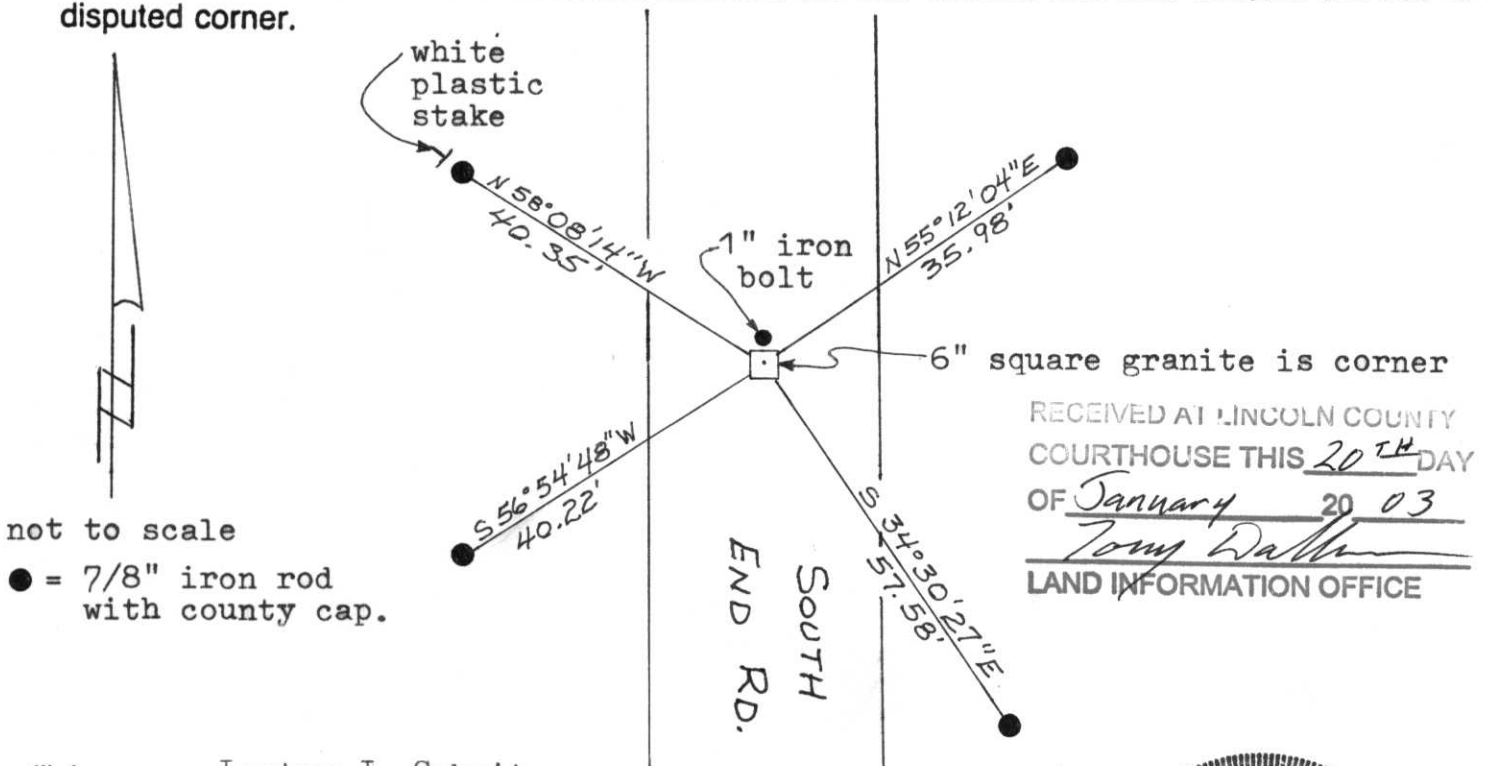 disputed corner.
white
plastic
stake
N 58°08'14"W
40.35'
N 55°12'04"E
35.98'
1" iron
bolt
6" square granite is corner
RECEIVED AT LINCOLN COUNTY
COURTHOUSE THIS 20TH DAY
OF January 20 03
Tony
LAND INFORMATION OFFICE
S 56°54'48"W
40.22'
S 34°30'27"E
57.58'
SOUTH
END RD.
not to scale
● = 7/8" iron rod
with county cap.